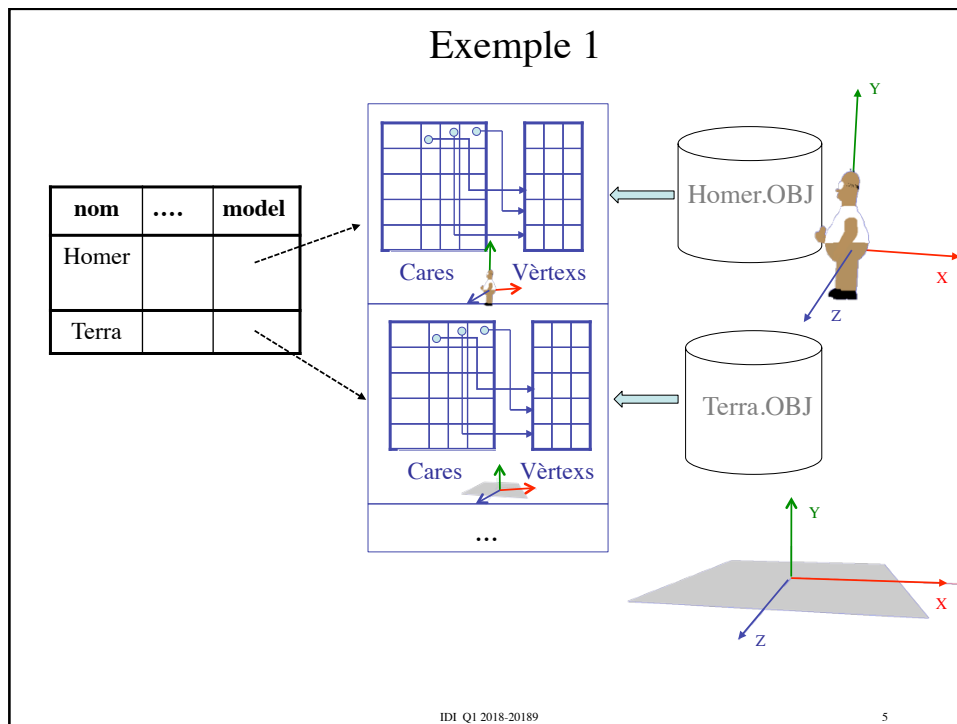 Exemple 1
nom .... model
Homer
Terra
Cares Vèrtexs
Cares Vèrtexs
...
Homer.OBJ
Y
X
Z
Terra.OBJ
Y
X
Z
IDI Q1 2018-20189 5